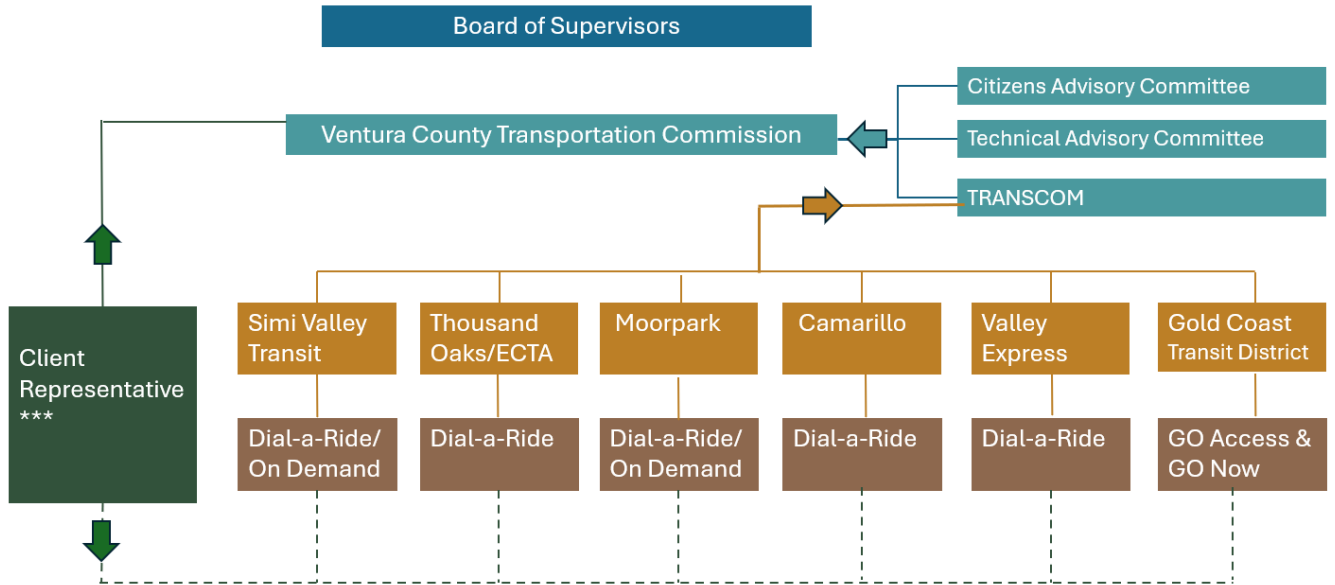 Board of Supervisors
Citizens Advisory Committee
Ventura County Transportation Commission
Technical Advisory Committee
TRANSCOM
Client
Representative
***
Simi Valley
Transit
Thousand
Oaks/ECTA
Moorpark
Camarillo
Valley
Express
Gold Coast
Transit District
Dial-a-Ride/
On Demand
Dial-a-Ride
Dial-a-Ride/
On Demand
Dial-a-Ride
Dial-a-Ride
GO Access &
GO Now